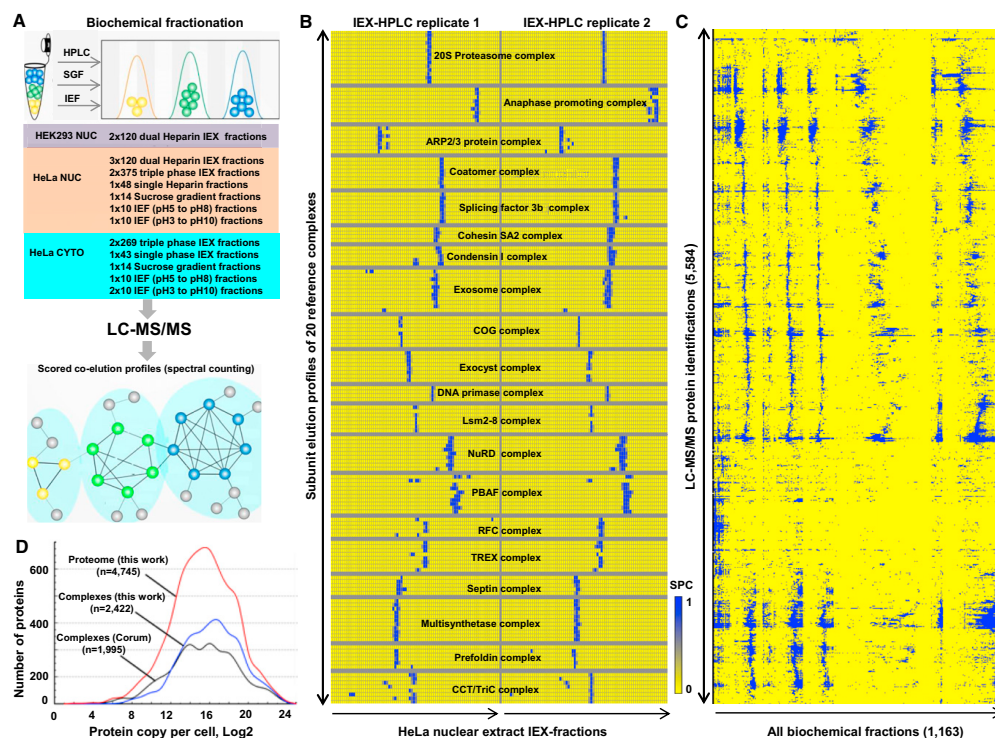 A
Biochemical fractionation
HPLC
SGF
IEF
HEK293 NUC
2x120 dual Heparin IEX fractions
HeLa NUC
3x120 dual Heparin IEX fractions
2x375 triple phase IEX fractions
1x48 single Heparin fractions
1x14 Sucrose gradient fractions
1x10 IEF (pH5 to pH8) fractions
1x10 IEF (pH3 to pH10) fractions
HeLa CYTO
2x269 triple phase IEX fractions
1x43 single phase IEX fractions
1x14 Sucrose gradient fractions
1x10 IEF (pH5 to pH8) fractions
2x10 IEF (pH3 to pH10) fractions
LC-MS/MS
Scored co-elution profiles (spectral counting)
B
IEX-HPLC replicate 1
IEX-HPLC replicate 2
Subunit elution profiles of 20 reference complexes
20S Proteasome complex
Anaphase promoting complex
ARP2/3 protein complex
Coatomer complex
Splicing factor 3b complex
Cohesin SA2 complex
Condensin I complex
Exosome complex
COG complex
Exocyst complex
DNA primase complex
Lsm2-8 complex
NuRD complex
PBAF complex
RFC complex
TREX complex
Septin complex
Multisynthetase complex
Prefoldin complex
CCT/TriC complex
HeLa nuclear extract IEX-fractions
SPC
1
0
C
LC-MS/MS protein identifications (5,584)
All biochemical fractions (1,163)
D
Number of proteins
600
400
200
0
Proteome (this work)
(n=4,745)
Complexes (this work)
(n=2,422)
Complexes (Corum)
(n=1,995)
0 4 8 12 16 20 24
Protein copy per cell, Log2